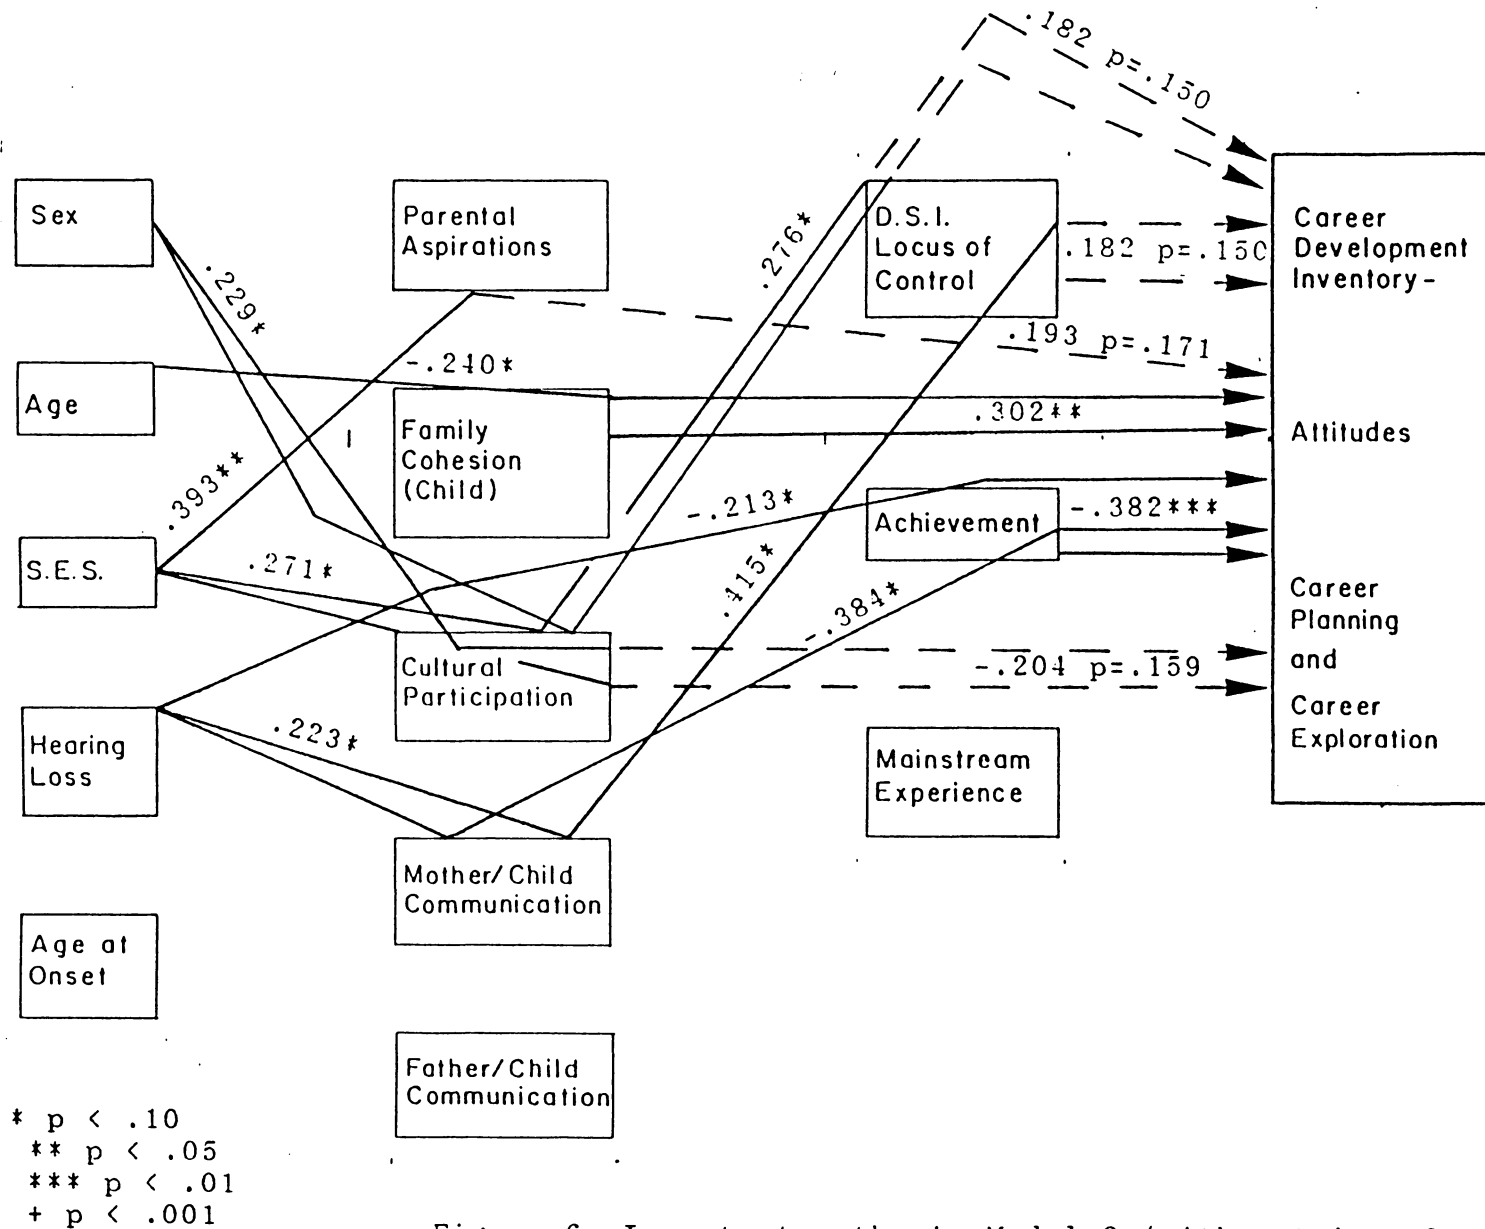 .182 p=.150
Sex
Parental
Aspirations
D.S.I.
Locus of
Control
Career
Development
Inventory-
.229*
.276*
.182 p=.150
.193 p=.171
-.240*
Age
Family
Cohesion
(Child)
.302**
Attitudes
.393**
-.213*
Achievement
-.382***
S.E.S.
.271*
.415*
-.384*
Career
Planning
and
Career
Exploration
Cultural
Participation
-.204 p=.159
Hearing
Loss
.223*
Mainstream
Experience
Mother/Child
Communication
Age at
Onset
Father/Child
Communication
* p < .10
** p < .05
*** p < .01
+ p < .001